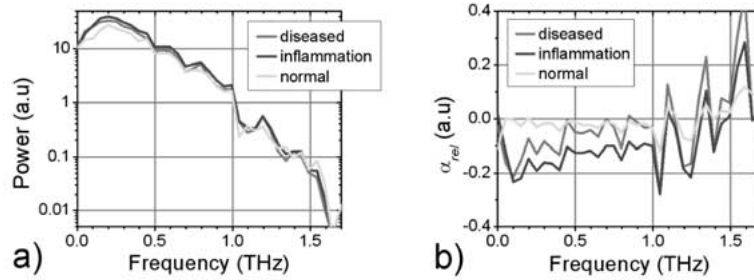 diseased
inflammation
normal
Power (a.u)
10
1
0.1
0.01
0.0 0.5 1.0 1.5
Frequency (THz)
a)
diseased
inflammation
normal
α_rel (a.u)
0.4
0.2
0.0
-0.2
-0.4
0.0 0.5 1.0 1.5
Frequency (THz)
b)